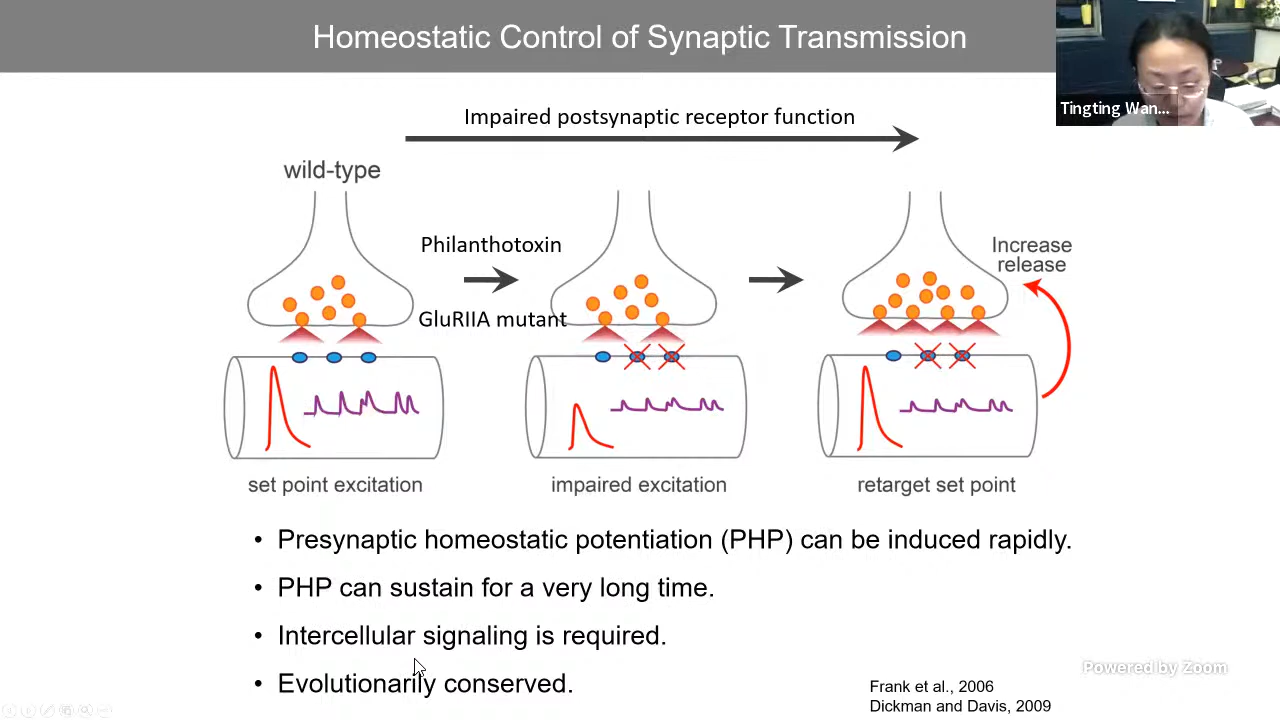 Homeostatic Control of Synaptic Transmission
Tingting Wan...
Impaired postsynaptic receptor function
wild-type
Philanthotoxin
GluRIIA mutant
Increase
release
set point excitation
impaired excitation
retarget set point
• Presynaptic homeostatic potentiation (PHP) can be induced rapidly.
• PHP can sustain for a very long time.
• Intercellular signaling is required.
• Evolutionarily conserved.
Powered by Zoom
Frank et al., 2006
Dickman and Davis, 2009